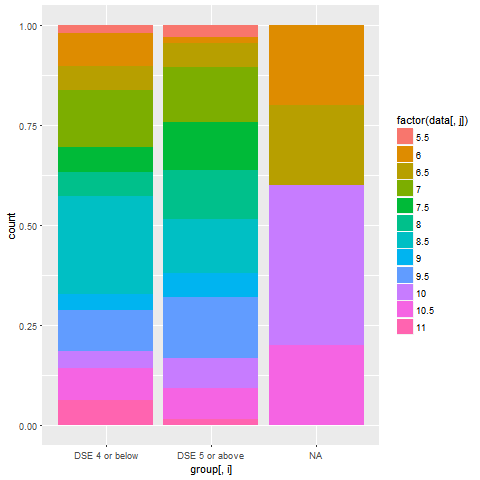 1.00
0.75
0.50
0.25
0.00
count
DSE 4 or below
DSE 5 or above
NA
group[, i]
factor(data[, j])
5.5
6
6.5
7
7.5
8
8.5
9
9.5
10
10.5
11